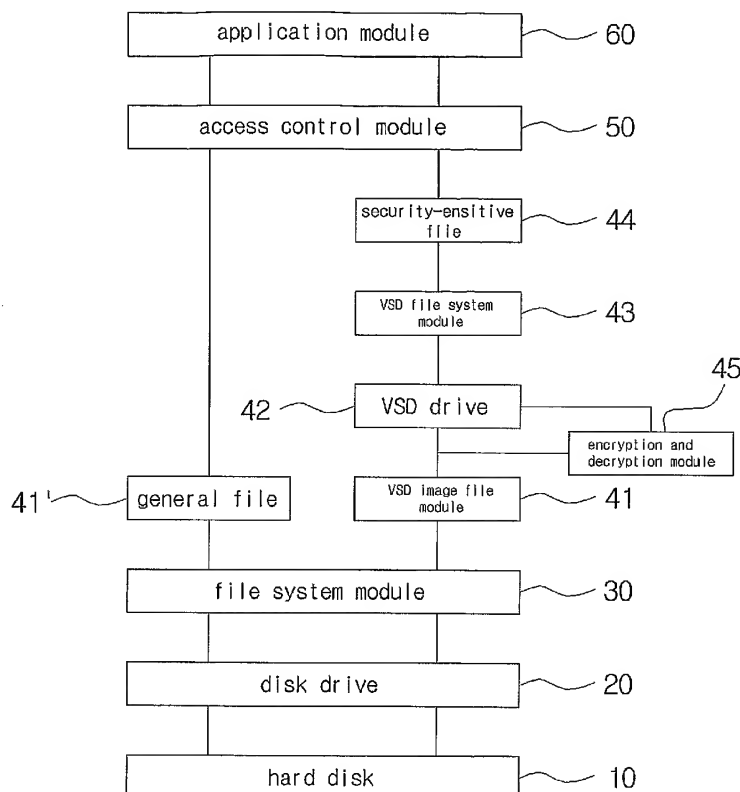 application module
60
access control module
50
security-ensitive
file
44
VSD file system
module
43
45
42
VSD drive
encryption and
decryption module
41'
general file
VSD image file
module
41
file system module
30
disk drive
20
hard disk
10